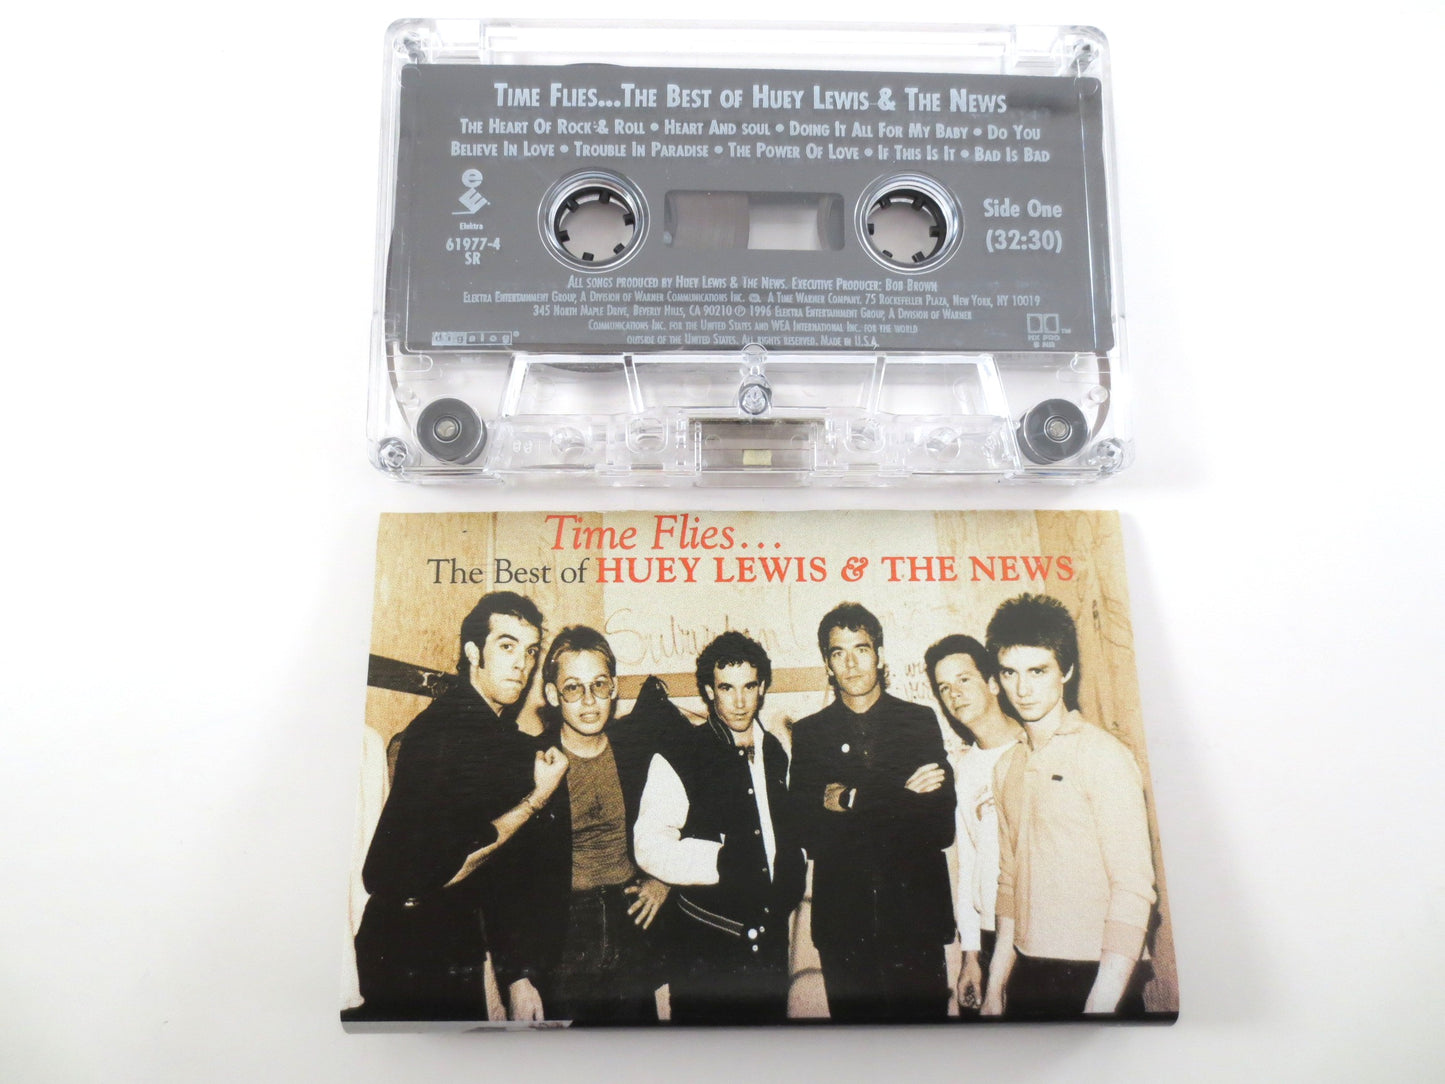 TIME FLIES...THE BEST OF HUEY LEWIS & THE NEWS
THE HEART OF ROCK & ROLL • HEART AND SOUL • DOING IT ALL FOR MY BABY • DO YOU
BELIEVE IN LOVE • TROUBLE IN PARADISE • THE POWER OF LOVE • IF THIS IS IT • BAD IS BAD
Elektra
61977-4
SR
Side One
(32:30)
ALL SONGS PRODUCED BY HUEY LEWIS & THE NEWS. EXECUTIVE PRODUCER: BOB BROWN
ELEKTRA ENTERTAINMENT GROUP, A DIVISION OF WARNER COMMUNICATIONS INC. A TIME WARNER COMPANY. 75 ROCKEFELLER PLAZA, NEW YORK, NY 10019
345 NORTH MAPLE DRIVE, BEVERLY HILLS, CA 90210 ℗ 1996 ELEKTRA ENTERTAINMENT GROUP, A DIVISION OF WARNER
COMMUNICATIONS INC. FOR THE UNITED STATES AND WEA INTERNATIONAL INC. FOR THE WORLD
OUTSIDE OF THE UNITED STATES. ALL RIGHTS RESERVED. MADE IN U.S.A.
digalog®
Time Flies...
The Best of HUEY LEWIS & THE NEWS